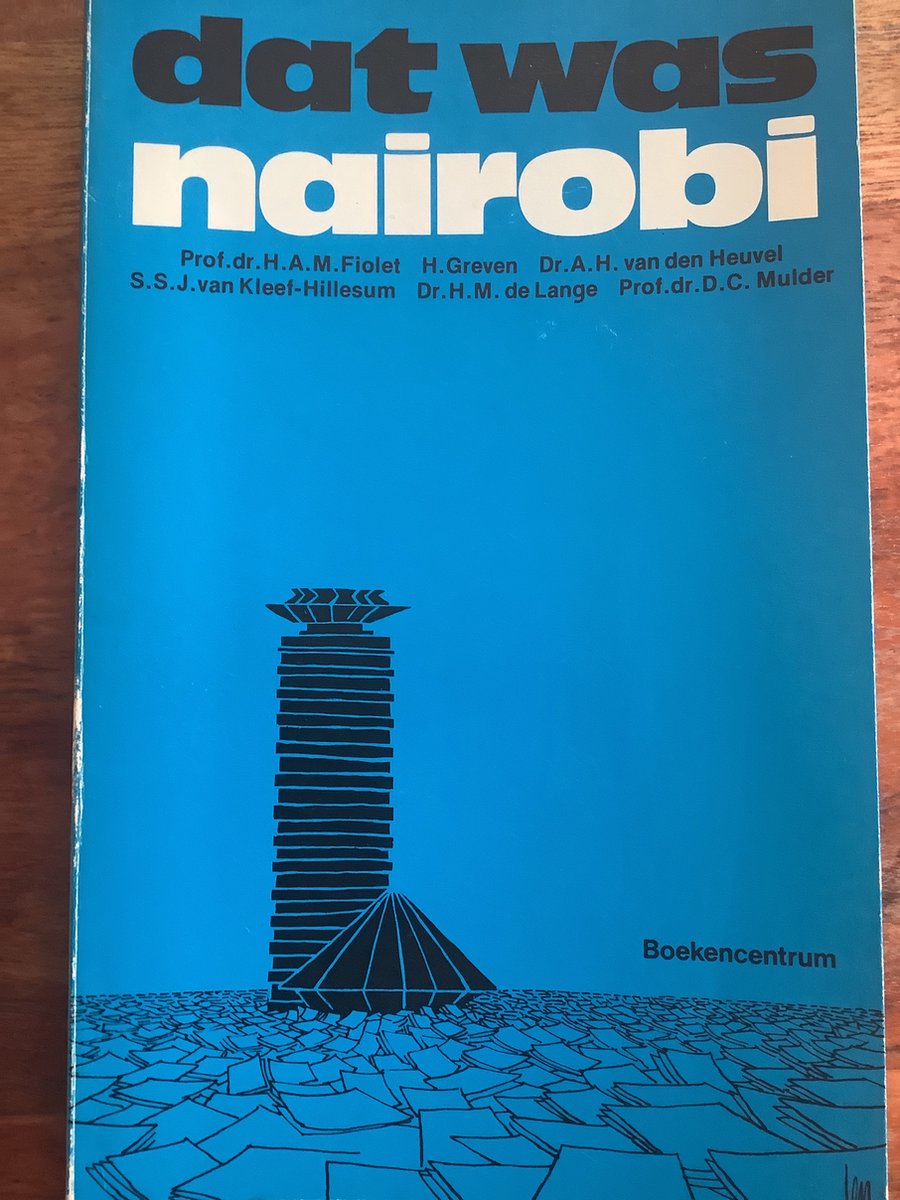 dat was
nairobi
Prof.dr.H.A.M.Fiolet H.Greven Dr.A.H. van den Heuvel
S.S.J.van Kleef-Hillesum Dr.H.M. de Lange Prof.dr.D.C. Mulder
Boekencentrum